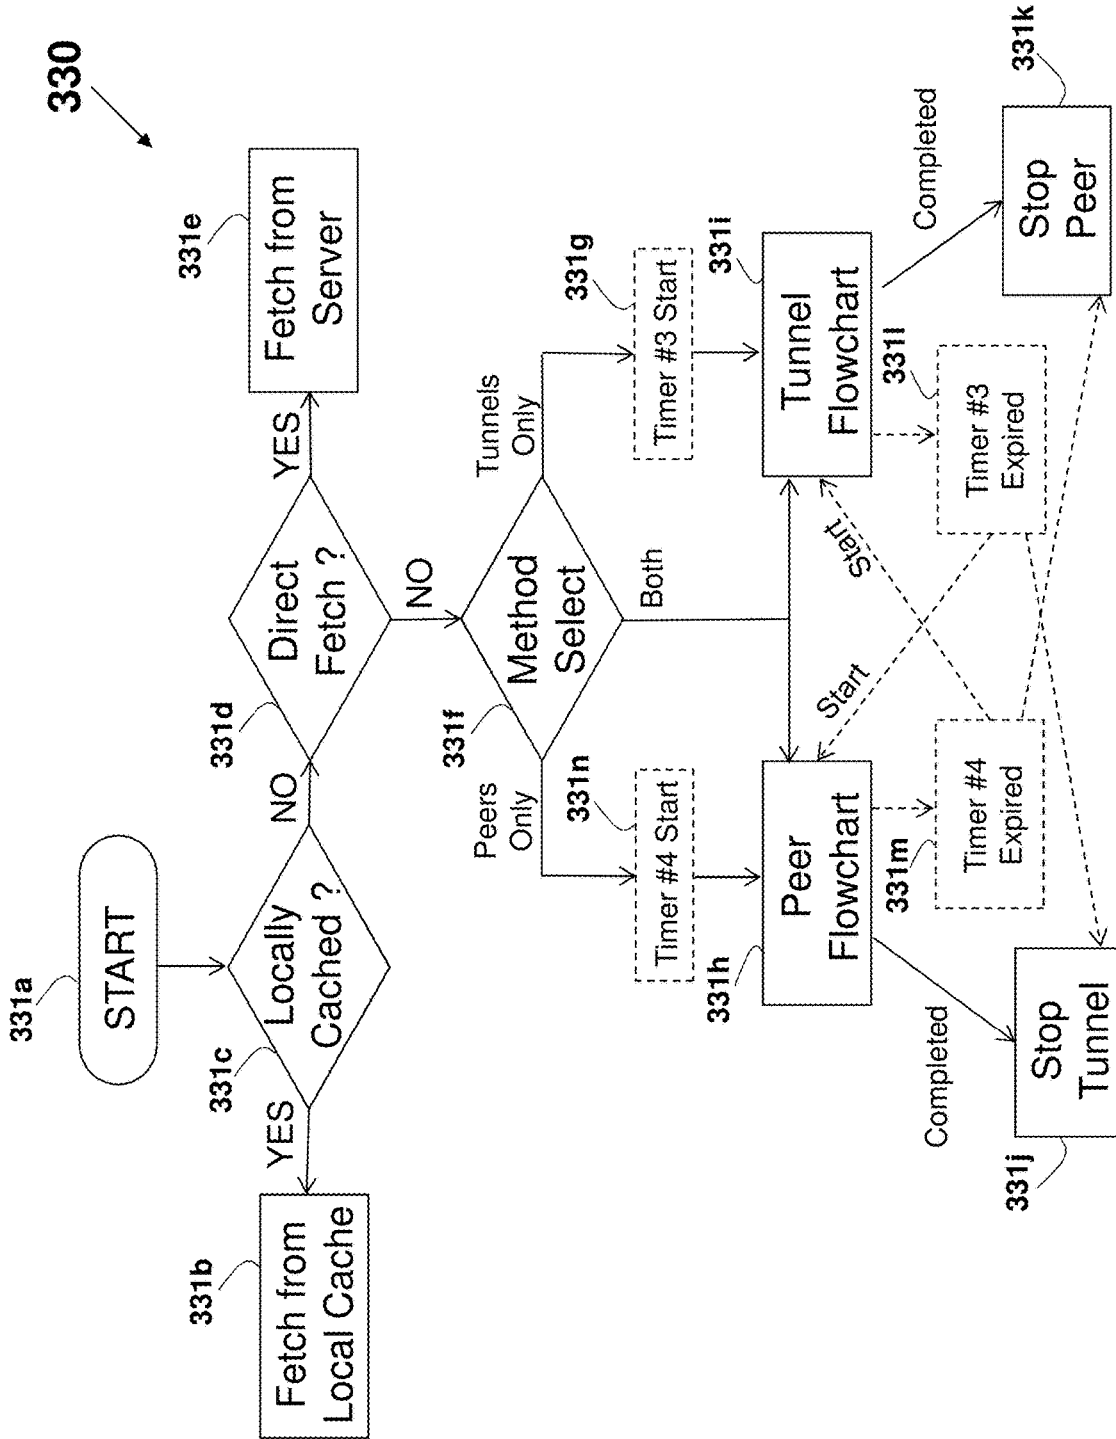 330
331a
START
331c
Locally
Cached ?
YES
NO
331b
Fetch from
Local Cache
331d
Direct
Fetch ?
YES
NO
331e
Fetch from
Server
331f
Method
Select
Peers
Only
Tunnels
Only
Both
331n
Timer #4 Start
331g
Timer #3 Start
331h
Peer
Flowchart
331i
Tunnel
Flowchart
Start
Start
331m
Timer #4
Expired
331l
Timer #3
Expired
Completed
Completed
331j
Stop
Tunnel
331k
Stop
Peer